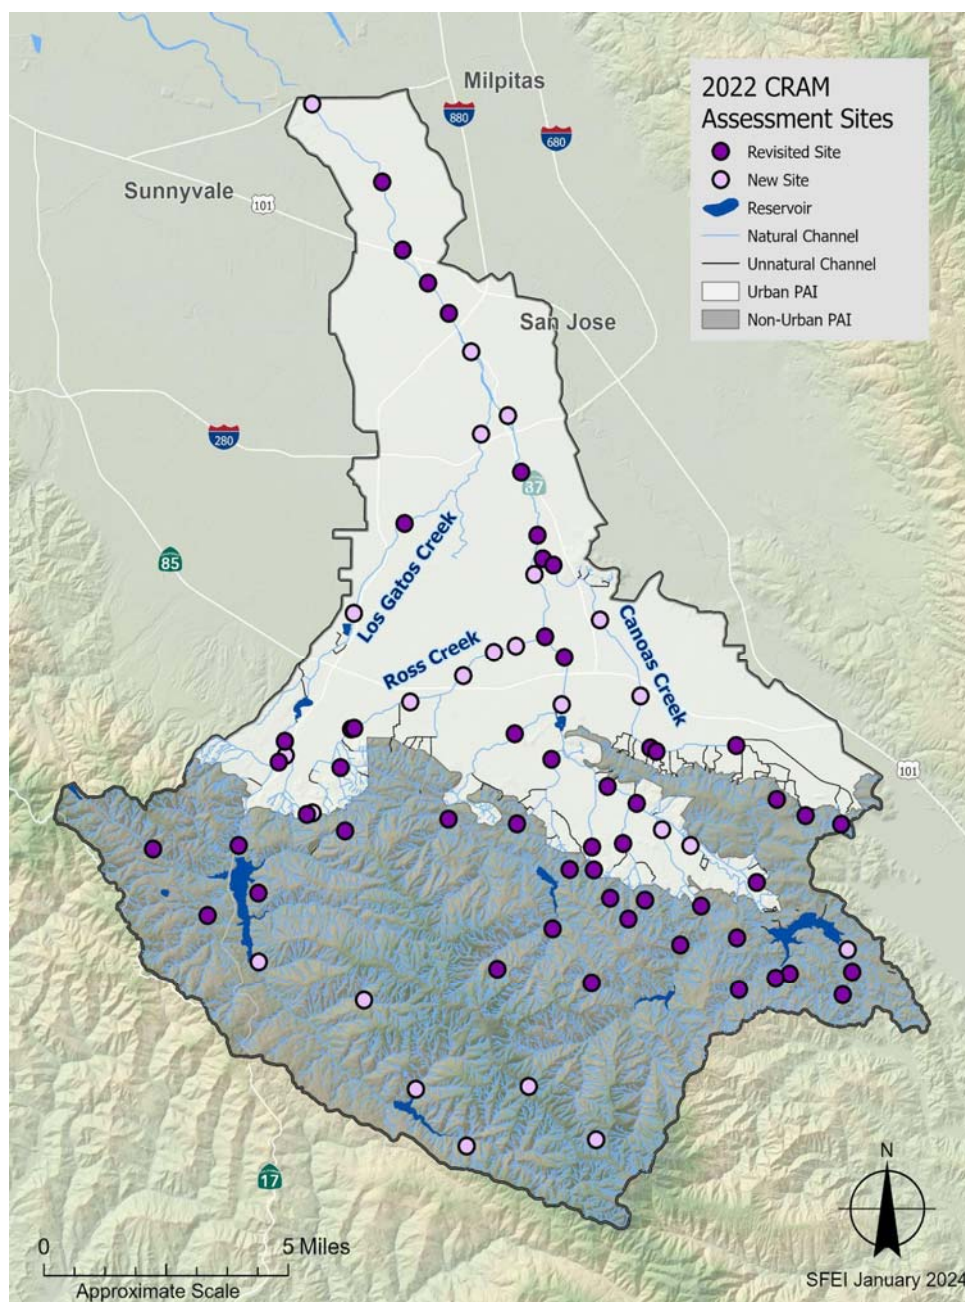 Milpitas
880
680
2022 CRAM
Assessment Sites
Revisited Site
New Site
Reservoir
Natural Channel
Unnatural Channel
Urban PAI
Non-Urban PAI
Sunnyvale
101
San Jose
280
87
85
Los Gatos Creek
Ross Creek
Canoas Creek
101
17
N
0
5 Miles
Approximate Scale
SFEI January 2024